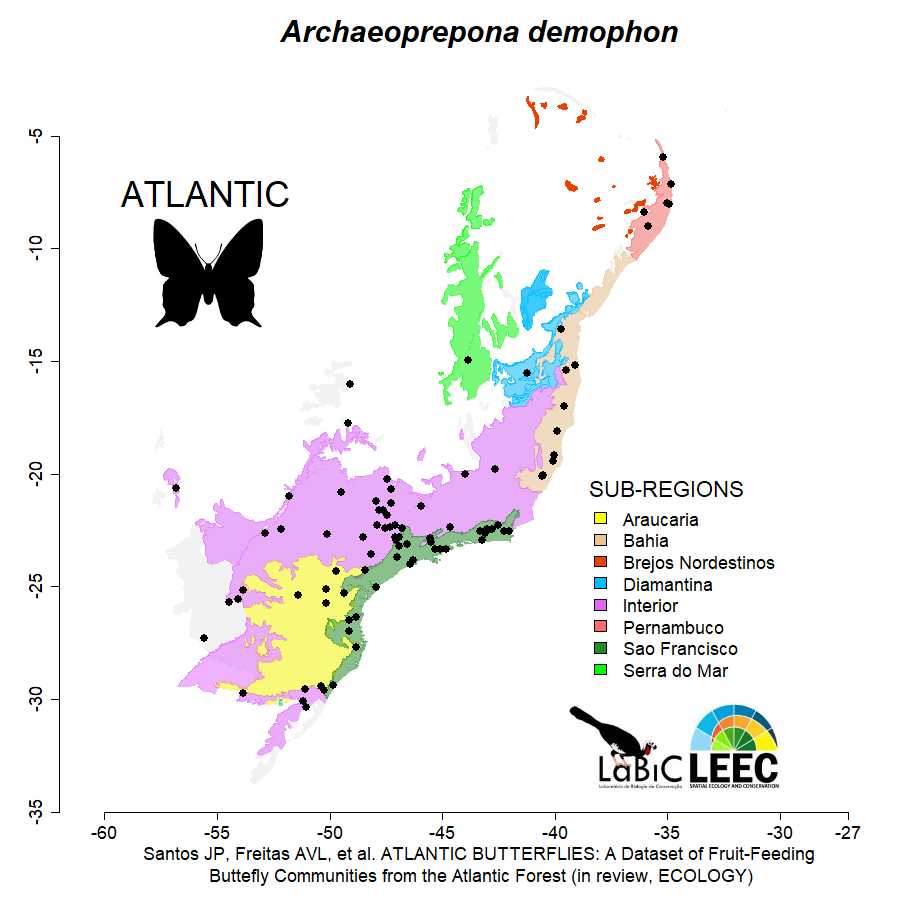 Archaeoprepona demophon
ATLANTIC
-5
-10
-15
20
-25
-30
-35
SUB-REGIONS
Araucaria
Bahia
Brejos Nordestinos
Diamantina
Interior
Pernambuco
Sao Francisco
Serra do Mar
LaBiC
Laboratório de Biologia da Conservação
LEEC
SPATIAL ECOLOGY AND CONSERVATION
-60
-55
-50
-45
-40
-35
-30
-27
Santos JP, Freitas AVL, et al. ATLANTIC BUTTERFLIES: A Dataset of Fruit-Feeding
Buttefly Communities from the Atlantic Forest (in review, ECOLOGY)